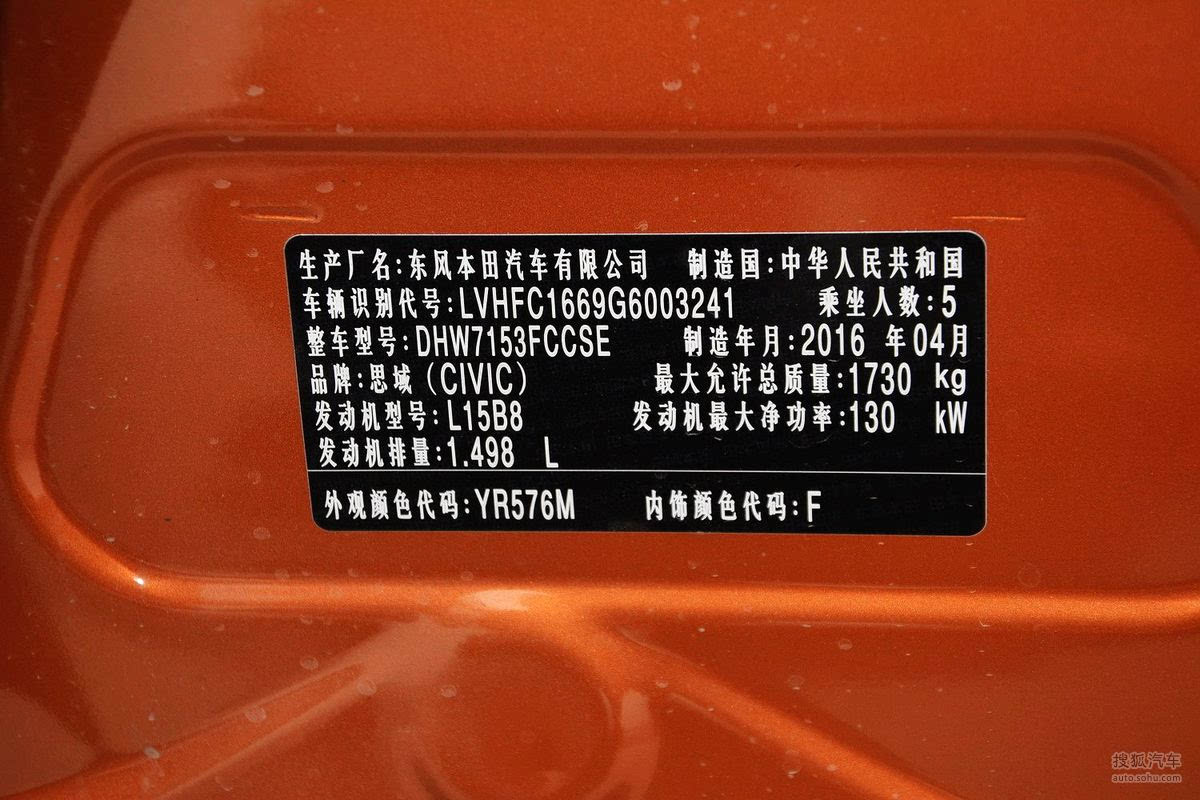 生产厂名:东风本田汽车有限公司 制造国:中华人民共和国
车辆识别代号:LVHFC1669G6003241 乘坐人数:5
整车型号:DHW7153FCCSE 制造年月:2016 年04月
品牌:思域(CIVIC) 最大允许总质量:1730 kg
发动机型号:L15B8 发动机最大净功率:130 kW
发动机排量:1.498 L
外观颜色代码:YR576M 内饰颜色代码:F
搜狐汽车
auto.sohu.com